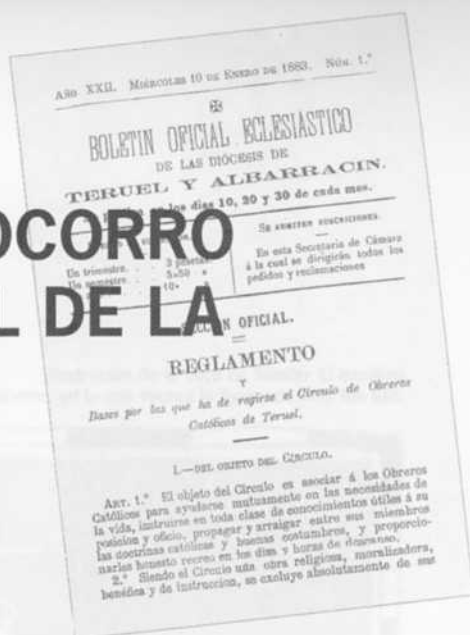 OCORRO
L DE LA
Año XXII. Miércoles 10 de Enero de 1883. Núm. 1.°
BOLETIN OFICIAL ECLESIASTICO
DE LAS DIÓCESIS DE
TERUEL Y ALBARRACIN.
los dias 10, 20 y 30 de cada mes.
Un trimestre. . . 3 pesetas.
Un semestre. . . 5«50 «
10«
Se admiten suscriciones.
En esta Secretaría de Cámara
á la cual se dirigirán todos los
pedidos y reclamaciones
CCION OFICIAL.
REGLAMENTO
Y
Bases por las que ha de regirse el Círculo de Obreros
Católicos de Teruel.
I.—DEL OBJETO DEL CÍRCULO.
Art. 1.° El objeto del Círculo es asociar á los Obreros
Católicos para ayudarse mutuamente en las necesidades de
la vida, instruirse en toda clase de conocimientos útiles á su
posicion y oficio, propagar y arraigar entre sus miembros
las doctrinas católicas y buenas costumbres, y proporcio-
narles honesto recreo en los dias y horas de descanso.
2.° Siendo el Círculo una obra religiosa, moralizadora,
benéfica y de instruccion, se excluye absolutamente de sus